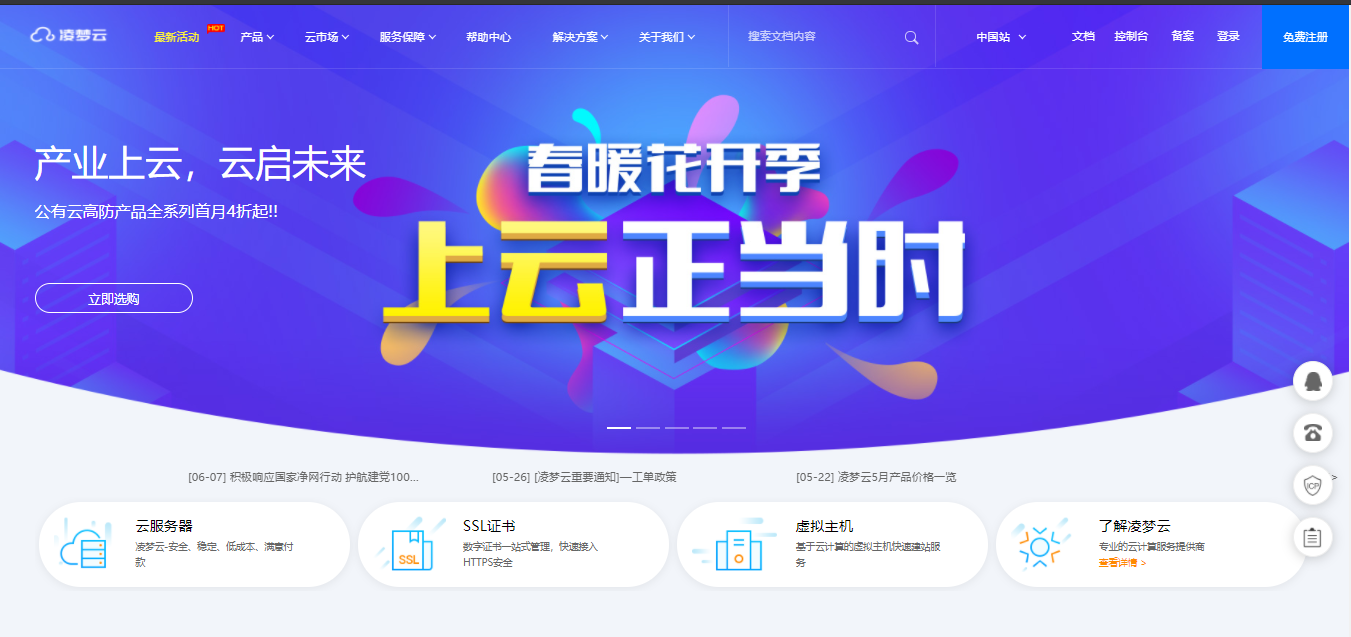 凌梦云
最新活动 HOT 产品 云市场 服务保障 帮助中心 解决方案 关于我们 搜索文档内容 中国站 文档 控制台 备案 登录 免费注册
产业上云，云启未来
公有云高防产品全系列首月4折起!!
立即选购
春暖花开季
上云正当时
[06-07] 积极响应国家净网行动 护航建党100... [05-26] [凌梦云重要通知]—工单政策 [05-22] 凌梦云5月产品价格一览 >
ICP
云服务器
凌梦云-安全、稳定、低成本、满意付
款
SSL
SSL证书
数字证书一站式管理，快速接入
HTTPS安全
虚拟主机
基于云计算的虚拟主机快速建站服
务
了解凌梦云
专业的云计算服务提供商
查看详情 >